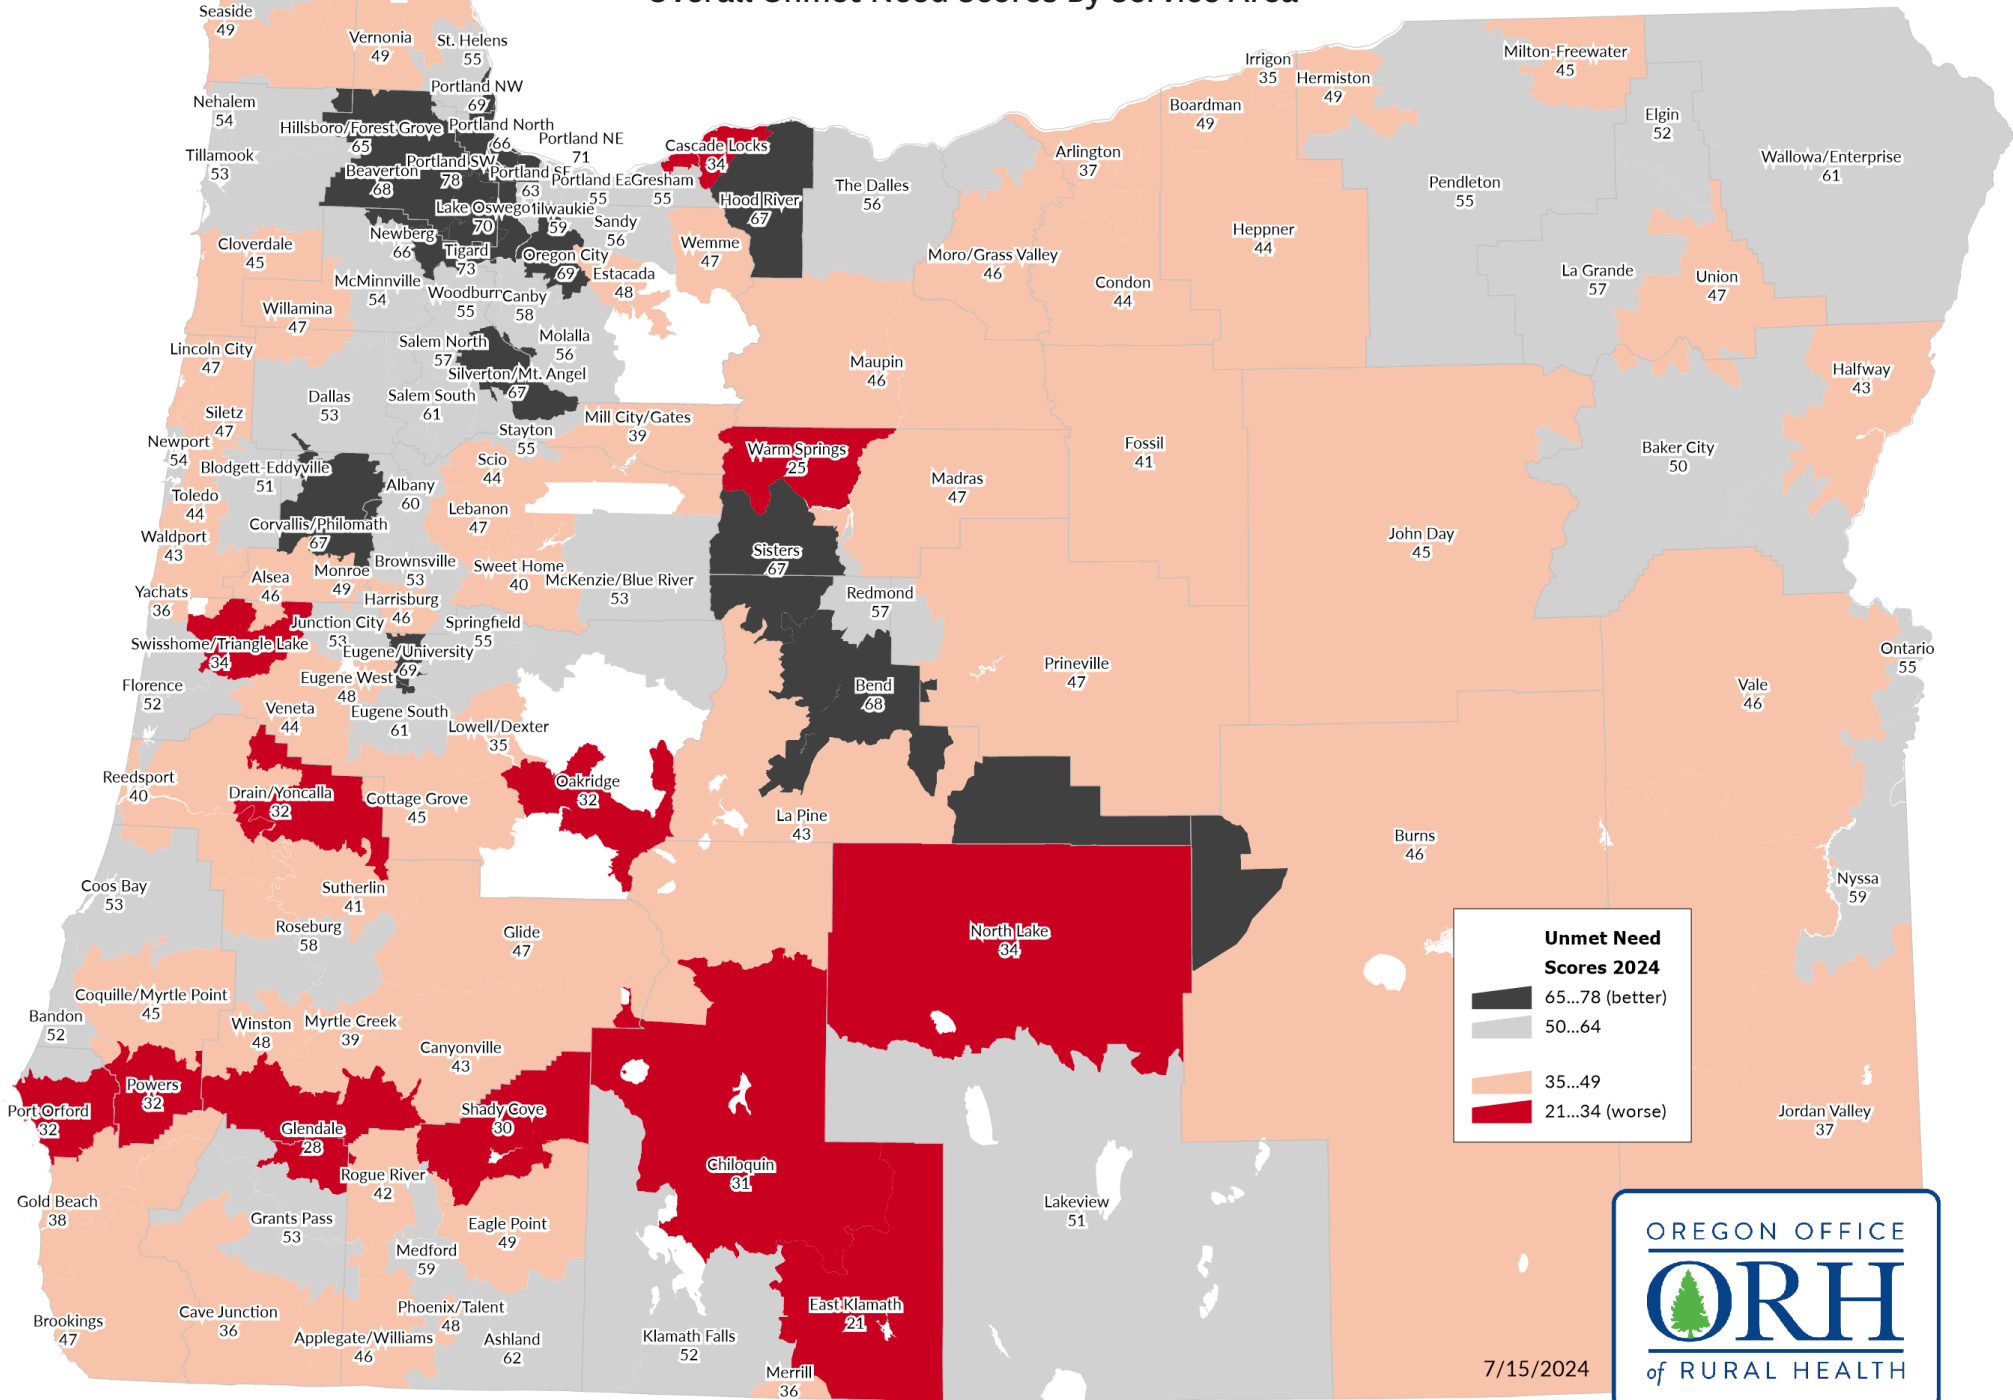 Overall Unmet Need Scores By Service Area
Seaside
49
Vernonia
49
St. Helens
55
Portland NW
69
Nehalem
54
Hillsboro/Forest Grove
65
Portland North
66
Portland NE
71
Tillamook
53
Beaverton
68
Portland SW
78
Portland SE
63
Portland Ea
55
Gresham
55
Cascade Locks
34
Hood River
67
The Dalles
56
Lake Oswego
70
ilwaukie
59
Sandy
56
Newberg
66
Tigard
73
Oregon City
69
Estacada
48
Wemme
47
Cloverdale
45
McMinnville
54
Woodburn
55
Canby
58
Willamina
47
Molalla
56
Salem North
57
Silverton/Mt. Angel
67
Lincoln City
47
Dallas
53
Salem South
61
Siletz
47
Stayton
55
Mill City/Gates
39
Newport
54
Blodgett-Eddyville
51
Albany
60
Scio
44
Toledo
44
Corvallis/Philomath
67
Lebanon
47
Waldport
43
Alsea
46
Monroe
49
Brownsville
53
Sweet Home
40
McKenzie/Blue River
53
Yachats
36
Harrisburg
46
Junction City
53
Springfield
55
Swisshome/Triangle Lake
34
Eugene/University
69
Florence
52
Eugene West
48
Veneta
44
Eugene South
61
Lowell/Dexter
35
Reedsport
40
Drain/Yoncalla
32
Cottage Grove
45
Oakridge
32
Coos Bay
53
Sutherlin
41
Roseburg
58
Glide
47
Coquille/Myrtle Point
45
Bandon
52
Winston
48
Myrtle Creek
39
Canyonville
43
Powers
32
Port Orford
32
Glendale
28
Shady Cove
30
Rogue River
42
Gold Beach
38
Grants Pass
53
Eagle Point
49
Medford
59
Brookings
47
Cave Junction
36
Applegate/Williams
46
Phoenix/Talent
48
Ashland
62
Klamath Falls
52
Merrill
36
East Klamath
21
Chiloquin
31
Irrigon
35
Hermiston
49
Milton-Freewater
45
Boardman
49
Elgin
52
Wallowa/Enterprise
61
Arlington
37
Pendleton
55
Heppner
44
Moro/Grass Valley
46
Condon
44
La Grande
57
Union
47
Maupin
46
Halfway
43
Warm Springs
25
Madras
47
Fossil
41
Baker City
50
John Day
45
Sisters
67
Redmond
57
Prineville
47
Bend
68
Ontario
55
Vale
46
La Pine
43
Burns
46
Nyssa
59
North Lake
34
Lakeview
51
Jordan Valley
37
Unmet Need
Scores 2024
65...78 (better)
50...64
35...49
21...34 (worse)
7/15/2024
OREGON OFFICE
ORH
of RURAL HEALTH